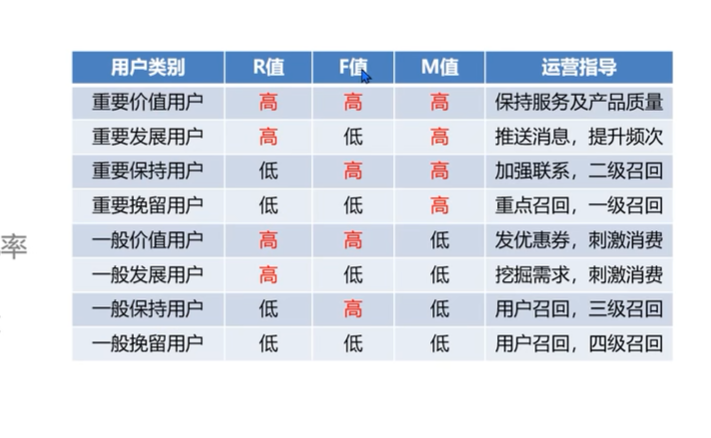 用户类别 R值 F值 M值 运营指导
重要价值用户 高 高 高 保持服务及产品质量
重要发展用户 高 低 高 推送消息，提升频次
重要保持用户 低 高 高 加强联系，二级召回
重要挽留用户 低 低 高 重点召回，一级召回
率
一般价值用户 高 高 低 发优惠券，刺激消费
一般发展用户 高 低 低 挖掘需求，刺激消费
一般保持用户 低 高 低 用户召回，三级召回
一般挽留用户 低 低 低 用户召回，四级召回